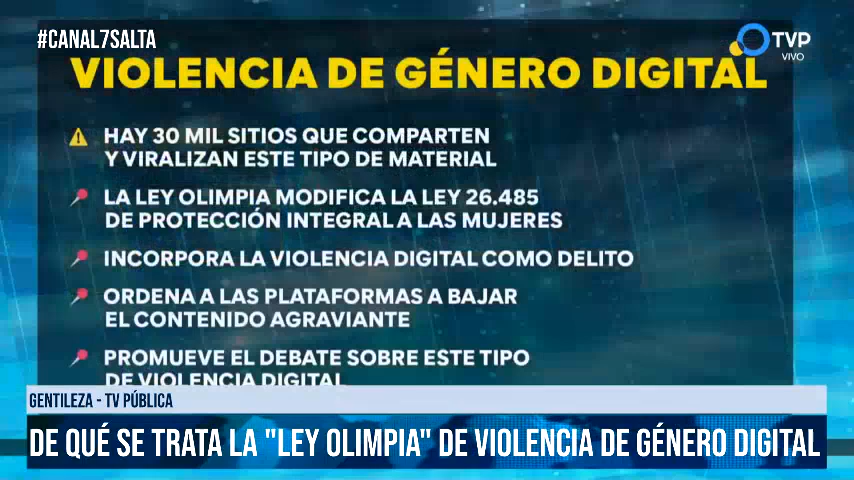 #CANAL7SALTA
TVP
VIVO
VIOLENCIA DE GÉNERO DIGITAL
HAY 30 MIL SITIOS QUE COMPARTEN
Y VIRALIZAN ESTE TIPO DE MATERIAL
LA LEY OLIMPIA MODIFICA LA LEY 26.485
DE PROTECCIÓN INTEGRAL A LAS MUJERES
INCORPORA LA VIOLENCIA DIGITAL COMO DELITO
ORDENA A LAS PLATAFORMAS A BAJAR
EL CONTENIDO AGRAVIANTE
PROMUEVE EL DEBATE SOBRE ESTE TIPO
DE VIOLENCIA DIGITAL
GENTILEZA - TV PÚBLICA
DE QUÉ SE TRATA LA "LEY OLIMPIA" DE VIOLENCIA DE GÉNERO DIGITAL